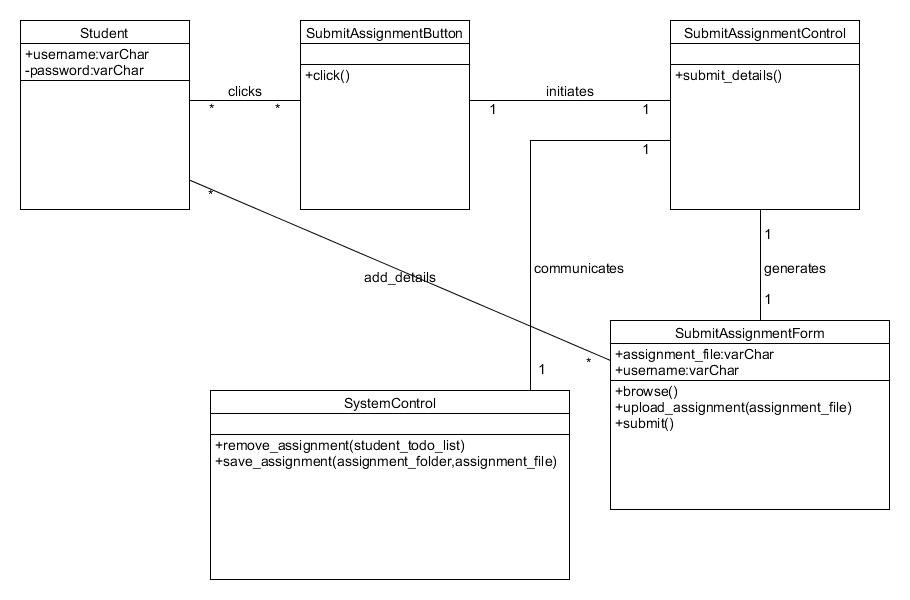 Student
+username:varChar
-password:varChar
SubmitAssignmentButton
+click()
SubmitAssignmentControl
+submit_details()
clicks
*
*
initiates
1
1
1
*
add_details
*
communicates
1
1
generates
1
SubmitAssignmentForm
+assignment_file:varChar
+username:varChar
+browse()
+upload_assignment(assignment_file)
+submit()
SystemControl
+remove_assignment(student_todo_list)
+save_assignment(assignment_folder,assignment_file)